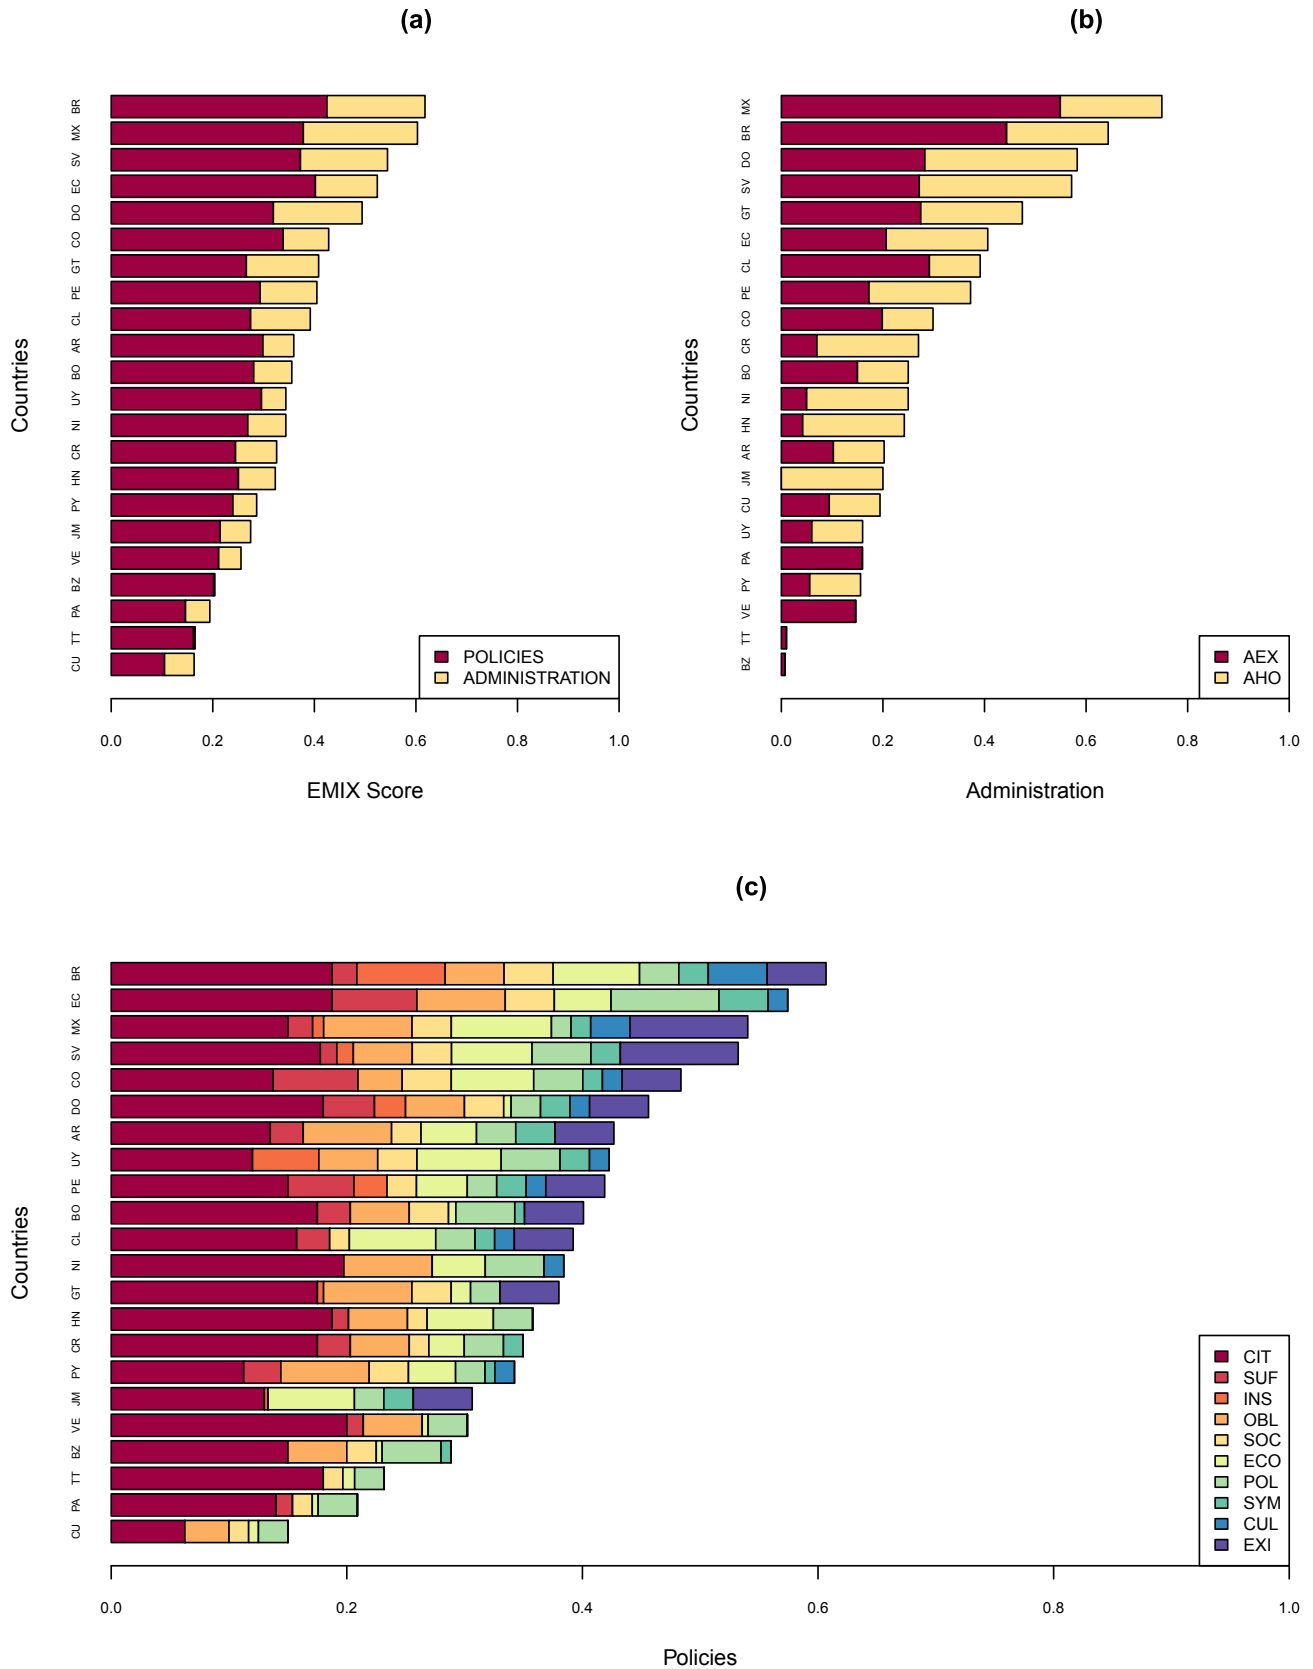 (a)
BR
MX
SV
EC
DO
CO
GT
PE
CL
AR
BO
UY
NI
CR
HN
PY
JM
VE
BZ
PA
TT
CU
Countries
POLICIES
ADMINISTRATION
0.0 0.2 0.4 0.6 0.8 1.0
EMIX Score
(b)
MX
BR
DO
SV
GT
EC
CL
PE
CO
CR
BO
NI
HN
AR
JM
CU
UY
PA
PY
VE
TT
BZ
Countries
AEX
AHO
0.0 0.2 0.4 0.6 0.8 1.0
Administration
(c)
BR
EC
MX
SV
CO
DO
AR
UY
PE
BO
CL
NI
GT
HN
CR
PY
JM
VE
BZ
TT
PA
CU
Countries
CIT
SUF
INS
OBL
SOC
ECO
POL
SYM
CUL
EXI
0.0 0.2 0.4 0.6 0.8 1.0
Policies